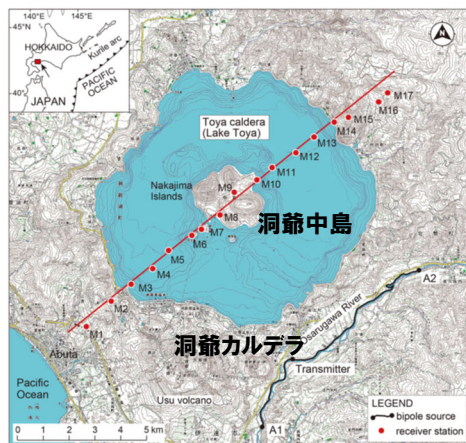 140°E
145°E
45°N
HOKKAIDO
Kurile arc
PACIFIC
OCEAN
40°
JAPAN
N
Toya caldera
(Lake Toya)
M17
M16
M15
M14
M13
M12
M11
M10
M9
Nakajima
Islands
M8
M7
M6
M5
M4
M3
M2
M1
洞爺中島
洞爺カルデラ
A2
Osarugawa River
Transmitter
Abuta
Pacific
Ocean
Usu volcano
A1
0 1 2 3 4 5 km
LEGEND
bipole source
receiver station